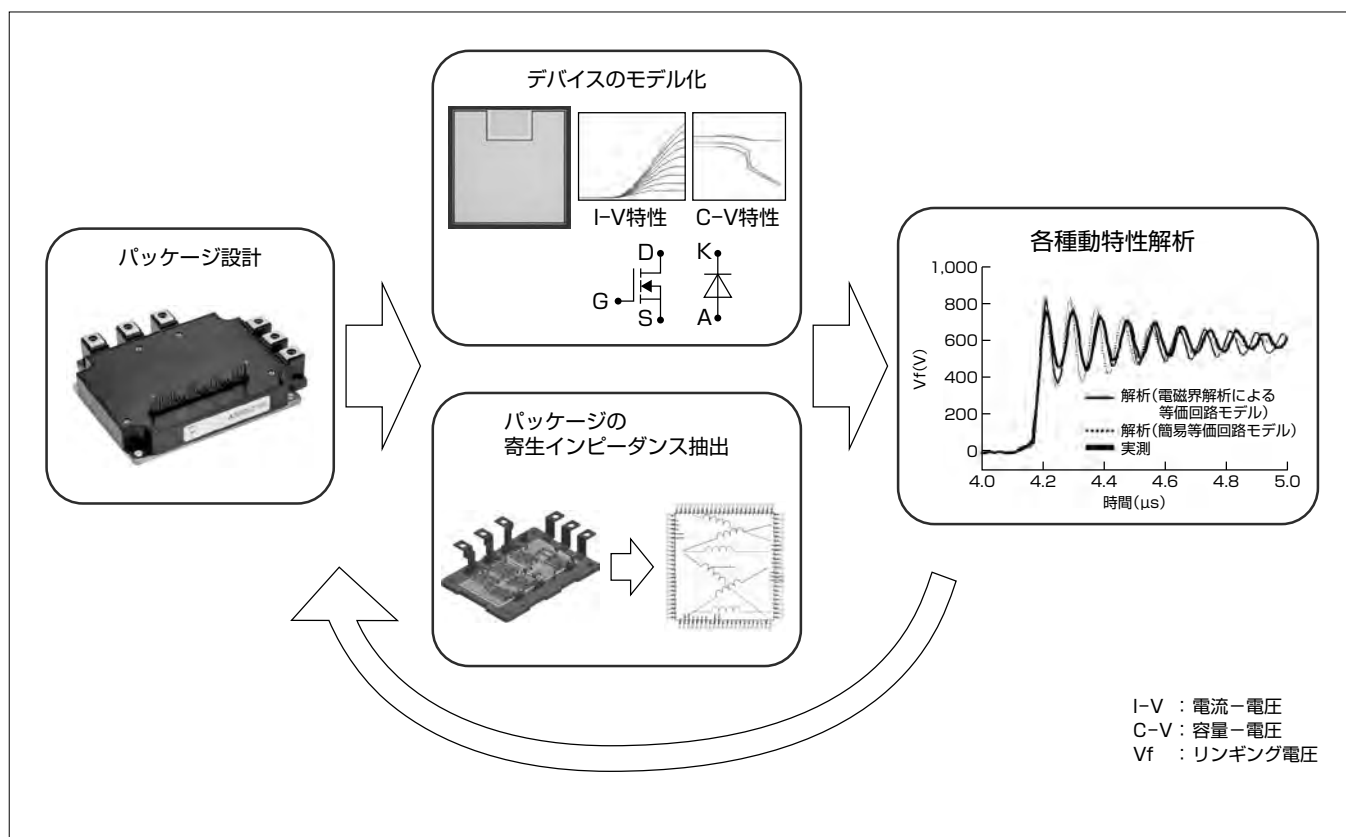 パッケージ設計
デバイスのモデル化
I-V特性
C-V特性
D
G
S
K
A
パッケージの
寄生インピーダンス抽出
各種動特性解析
Vf(V)
1,000
800
600
400
200
0
解析(電磁界解析による
等価回路モデル)
解析(簡易等価回路モデル)
実測
4.0 4.2 4.4 4.6 4.8 5.0
時間(μs)
I-V :電流-電圧
C-V:容量-電圧
Vf :リンギング電圧